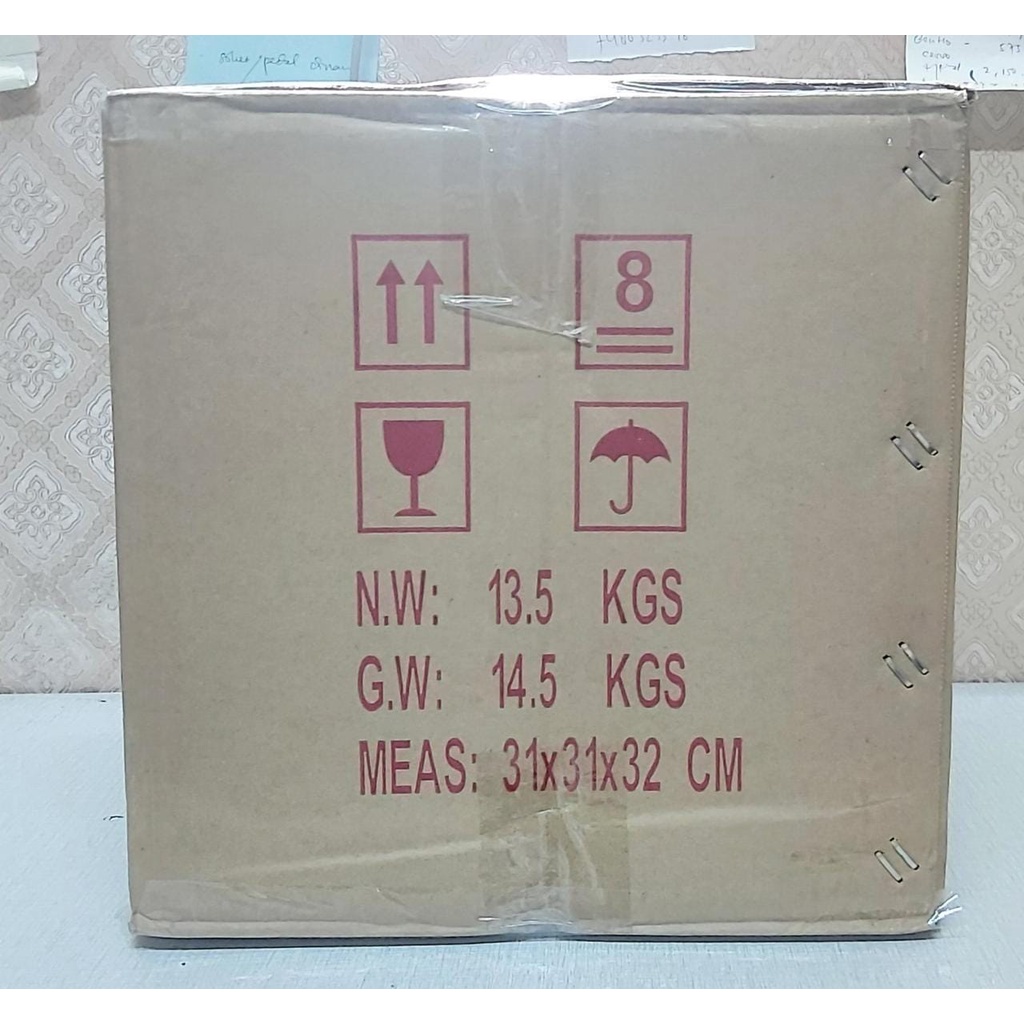 8
N.W: 13.5 KGS
G.W: 14.5 KGS
MEAS: 31x31x32 CM